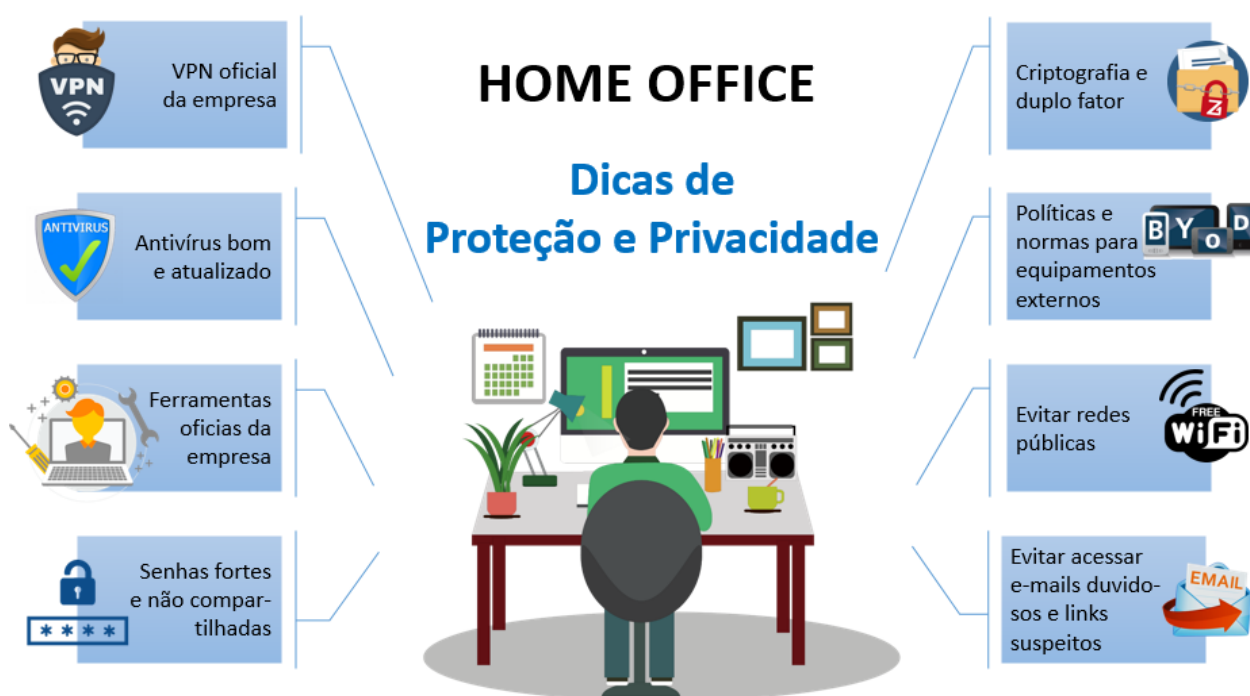 HOME OFFICE
Dicas de
Proteção e Privacidade
VPN
VPN oficial
da empresa
ANTIVIRUS
Antivírus bom
e atualizado
Ferramentas
oficias da
empresa
Senhas fortes
e não compar-
tilhadas
* * * *
Criptografia e
duplo fator
Políticas e
normas para
equipamentos
externos
B Y O D
Evitar redes
públicas
FREE
WiFi
Evitar acessar
e-mails duvido-
sos e links
suspeitos
EMAIL